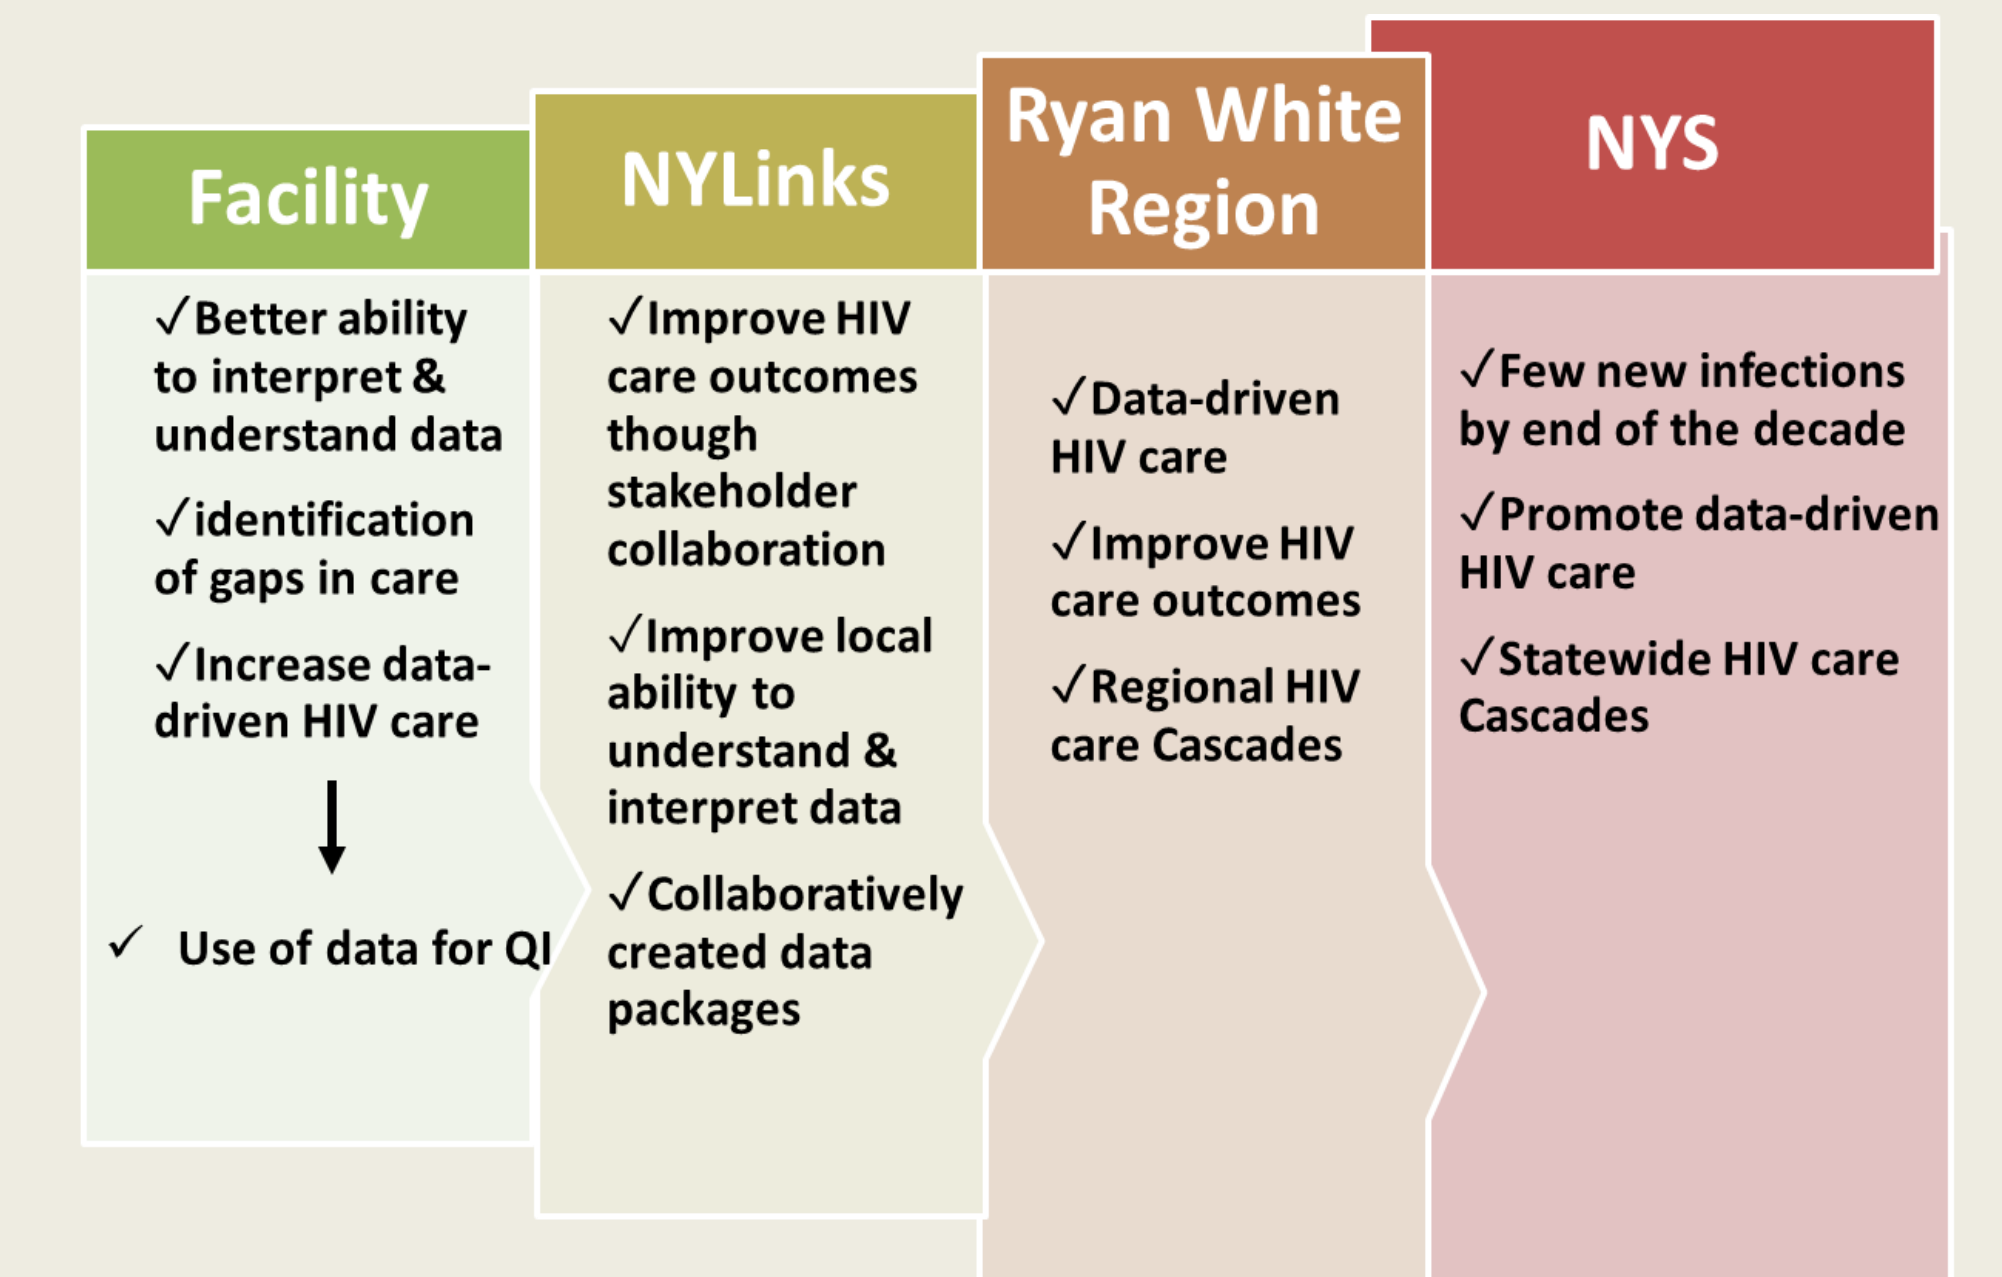 Facility
✓Better ability
to interpret &
understand data
✓identification
of gaps in care
✓Increase data-
driven HIV care
✓ Use of data for QI
NYLinks
✓Improve HIV
care outcomes
though
stakeholder
collaboration
✓Improve local
ability to
understand &
interpret data
✓Collaboratively
created data
packages
Ryan White
Region
✓Data-driven
HIV care
✓Improve HIV
care outcomes
✓Regional HIV
care Cascades
NYS
✓Few new infections
by end of the decade
✓Promote data-driven
HIV care
✓Statewide HIV care
Cascades